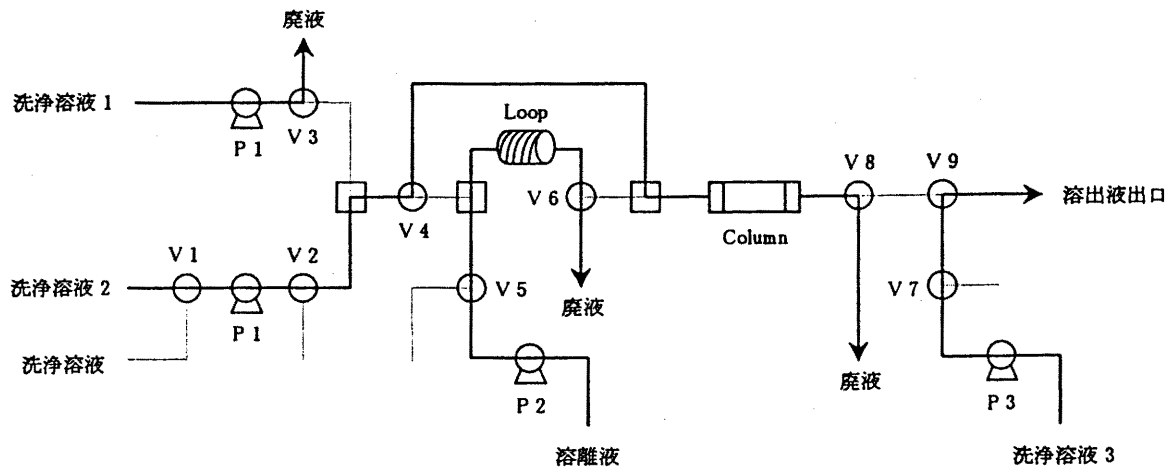 廃液
洗浄溶液 1
P 1
V 3
Loop
V 4
V 6
V 8
V 9
溶出液出口
Column
V 1
V 2
洗浄溶液 2
P 1
V 5
廃液
V 7
洗浄溶液
P 2
廃液
P 3
溶離液
洗浄溶液 3